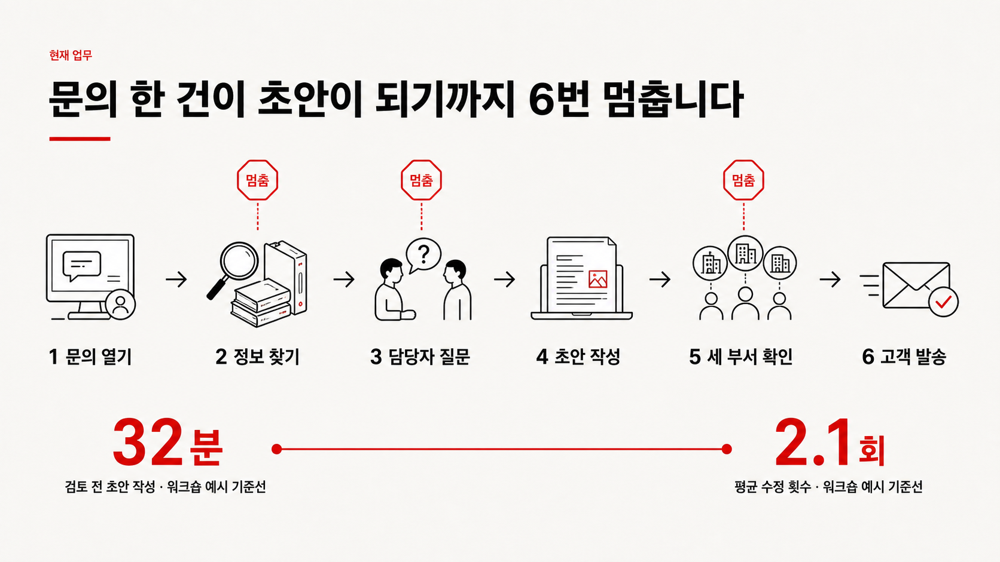 현재 업무
문의 한 건이 초안이 되기까지 6번 멈춥니다
멈춤
멈춤
멈춤
?
1 문의 열기
2 정보 찾기
3 담당자 질문
4 초안 작성
5 세 부서 확인
6 고객 발송
32분
검토 전 초안 작성 · 워크숍 예시 기준선
2.1회
평균 수정 횟수 · 워크숍 예시 기준선